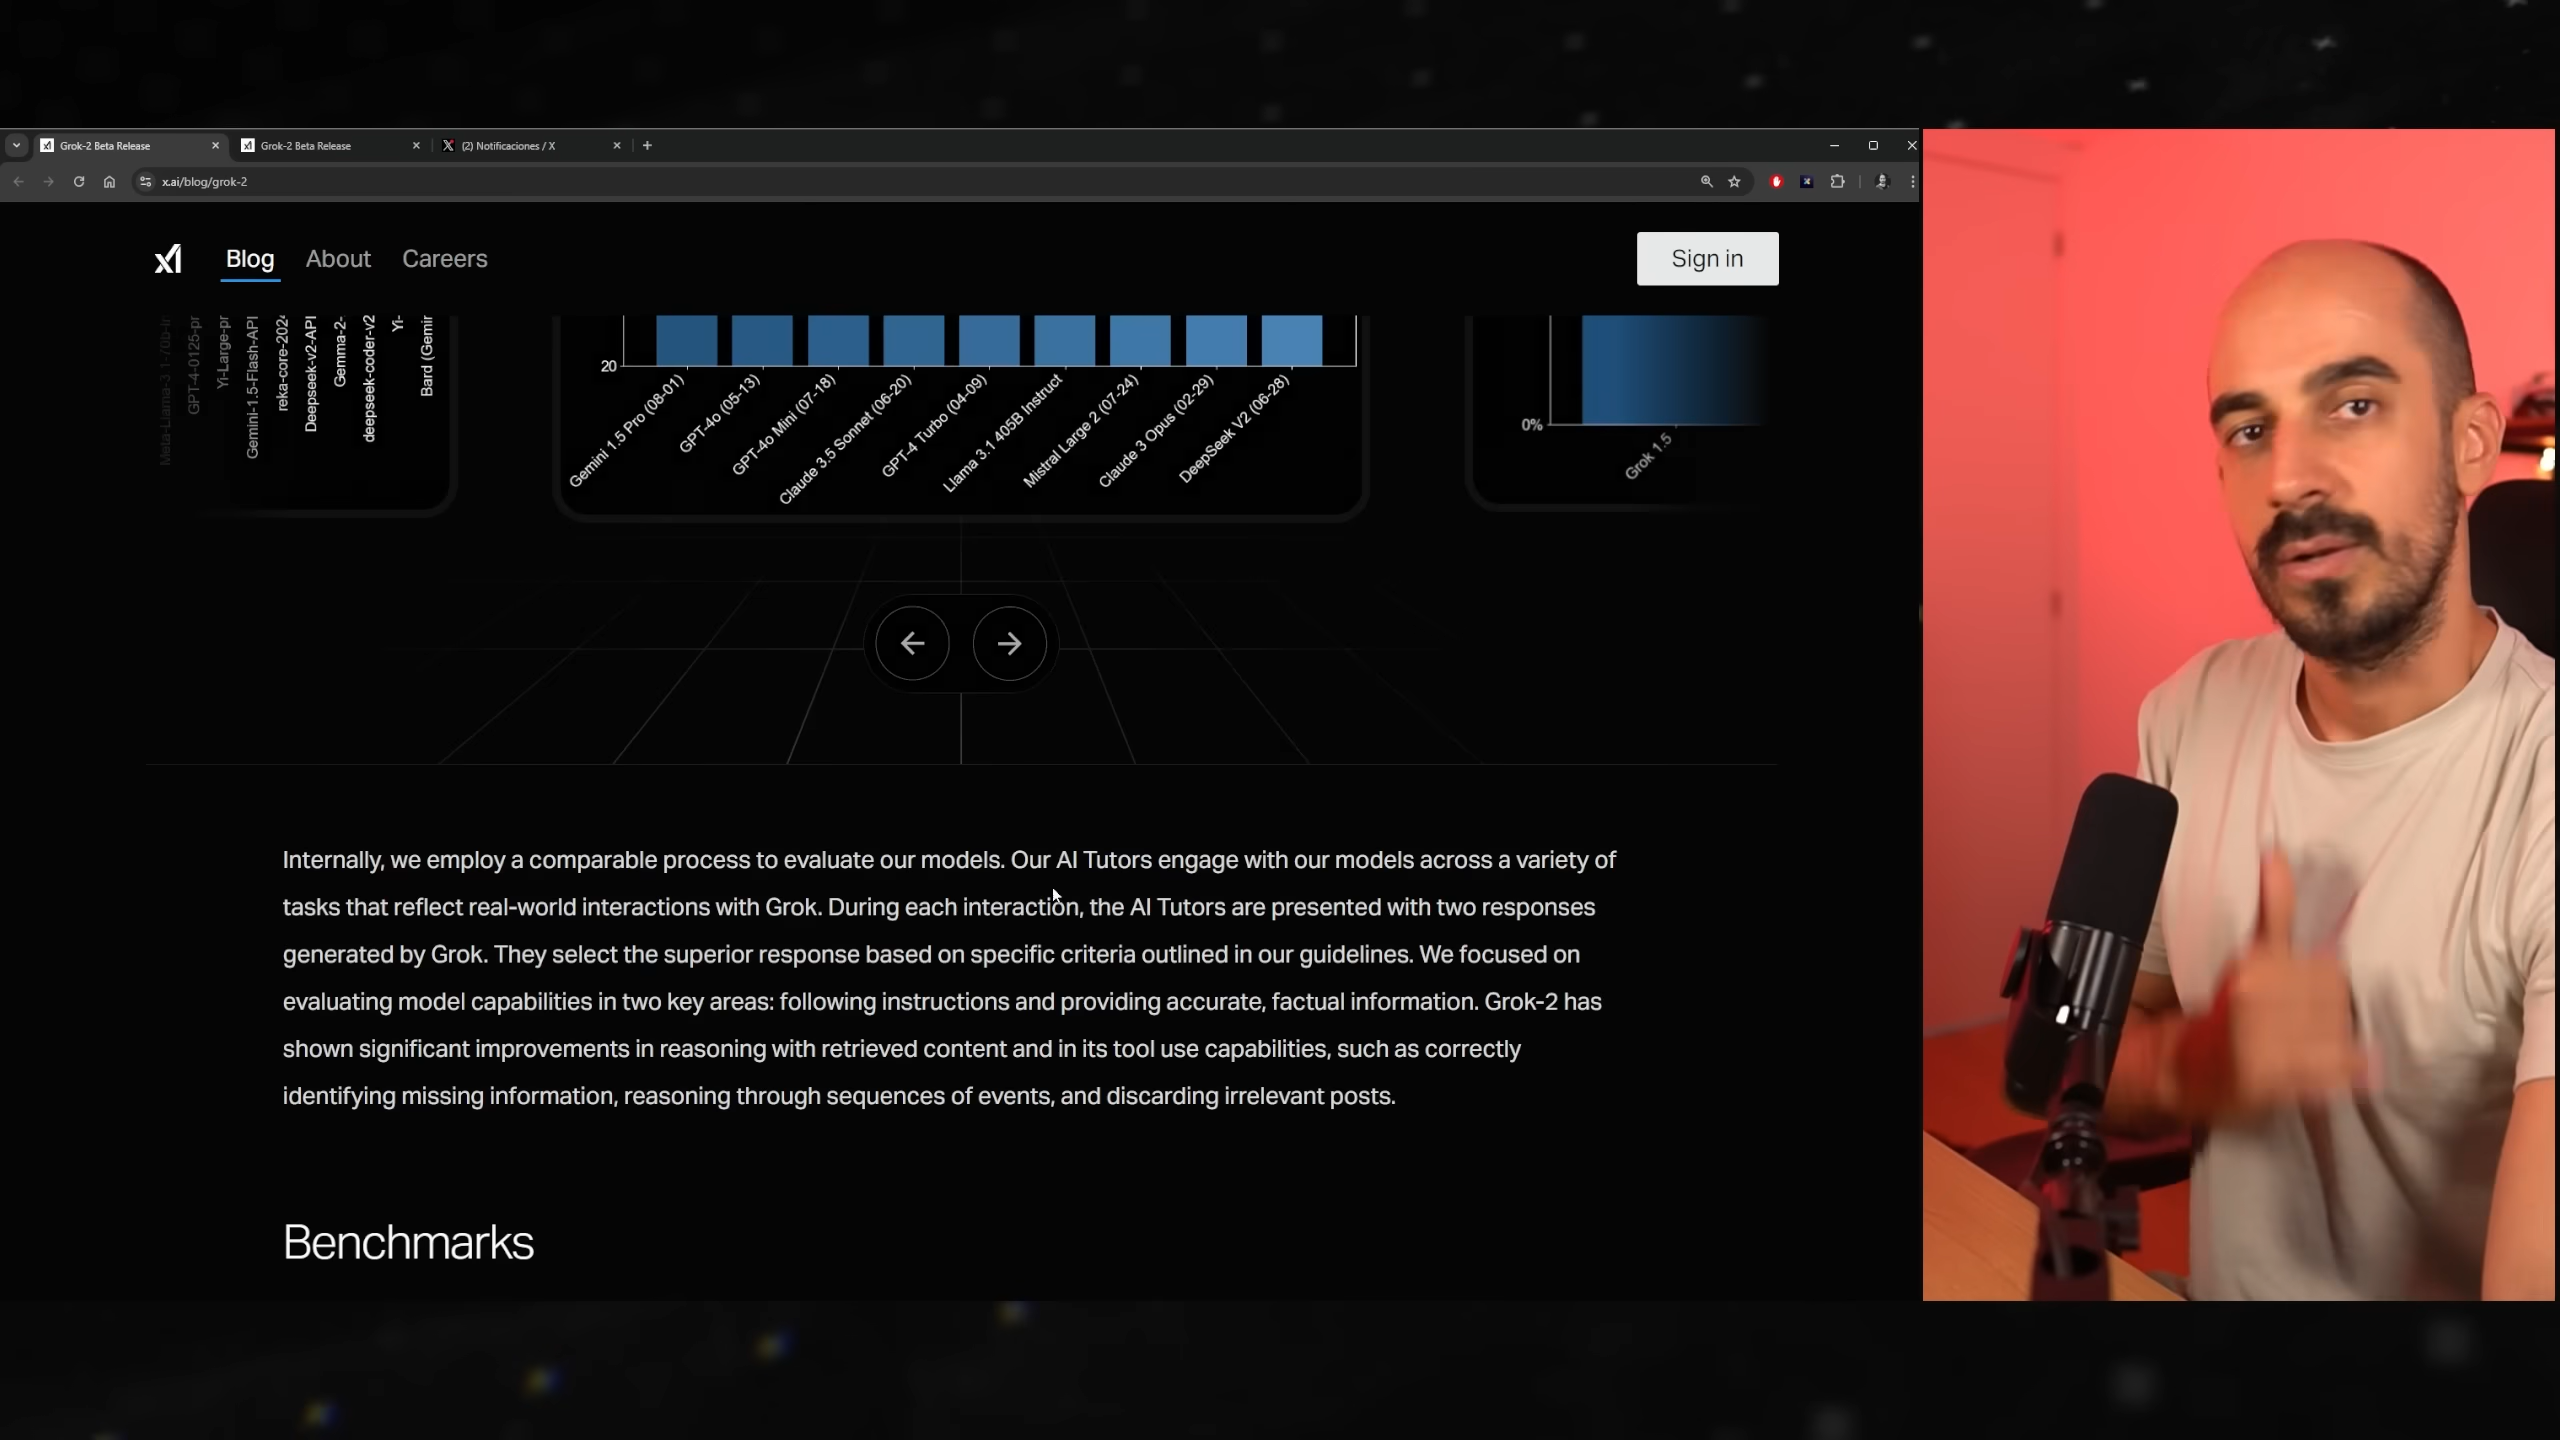 Grok-2 Beta Release
Grok-2 Beta Release
(2) Notificaciones / X
x.ai/blog/grok-2
Blog About Careers
Sign in
GPT-4-0125-pr
Yi-Large-pr
Gemini-1.5-Flash-API
reka-core-202
Deepseek-v2-API
Gemma-2-
deepseek-coder-v2
Yi-
Bard (Gemin
20
Gemini 1.5 Pro (08-01)
GPT-4o (05-13)
GPT-4o Mini (07-18)
Claude 3.5 Sonnet (06-20)
GPT-4 Turbo (04-09)
Llama 3.1 405B Instruct
Mistral Large 2 (07-24)
Claude 3 Opus (02-29)
DeepSeek V2 (06-28)
0%
Grok 1.5
Internally, we employ a comparable process to evaluate our models. Our AI Tutors engage with our models across a variety of
tasks that reflect real-world interactions with Grok. During each interaction, the AI Tutors are presented with two responses
generated by Grok. They select the superior response based on specific criteria outlined in our guidelines. We focused on
evaluating model capabilities in two key areas: following instructions and providing accurate, factual information. Grok-2 has
shown significant improvements in reasoning with retrieved content and in its tool use capabilities, such as correctly
identifying missing information, reasoning through sequences of events, and discarding irrelevant posts.
Benchmarks